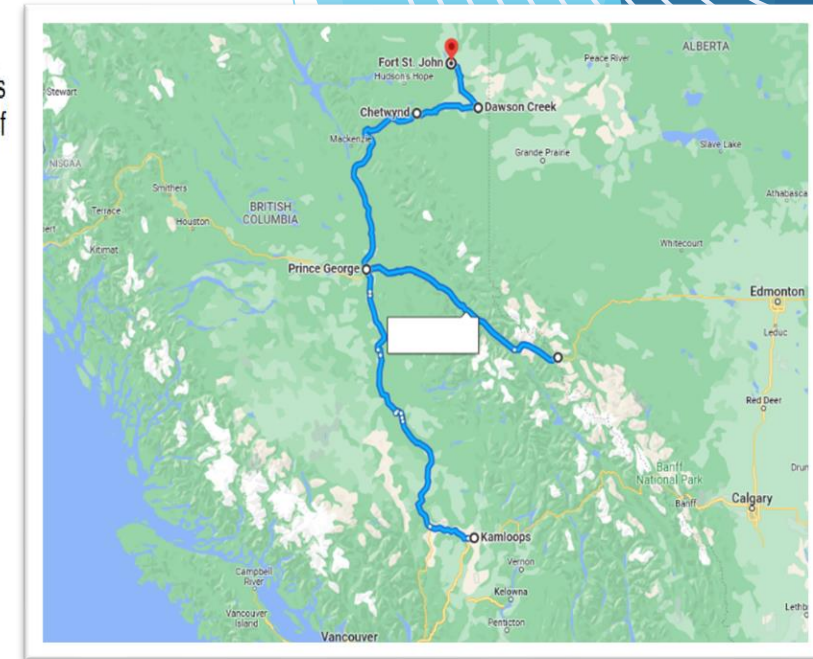 s
f
ALBERTA
Fort St. John
Peace River
Hudson's Hope
Stewart
Chetwynd
Dawson Creek
Mackenzie
Slave Lake
Grande Prairie
NISGAA
Smithers
Athabasca
BRITISH
COLUMBIA
Terrace
Houston
Kitimat
Whitecourt
Prince George
Edmonton
Leduc
Red Deer
Banff
National Park
Calgary
Banff
Kamloops
Vernon
Campbell
River
Kelowna
Vancouver
Island
Penticton
Vancouver
Lethb